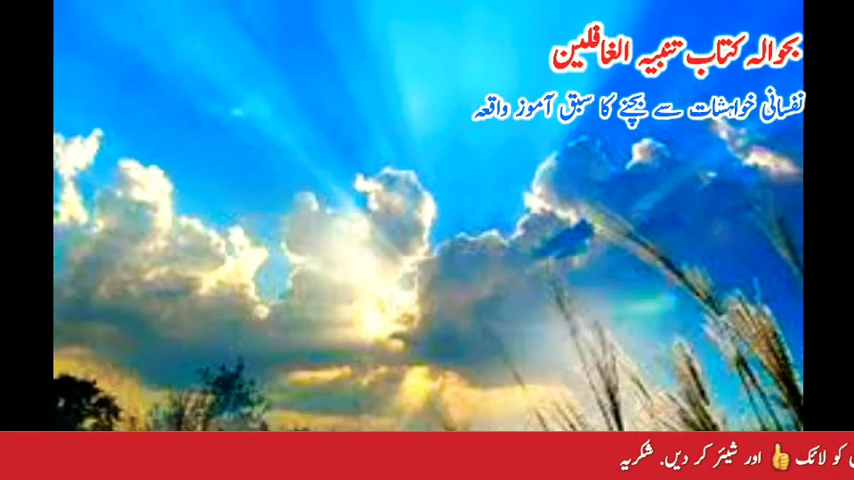 بحوالہ کتاب تنبیہ الغافلین
نفسانی خواہشات سے بچنے کا سبق آموز واقعہ
کو لائک 👍 اور شیئر کر دیں. شکریہ